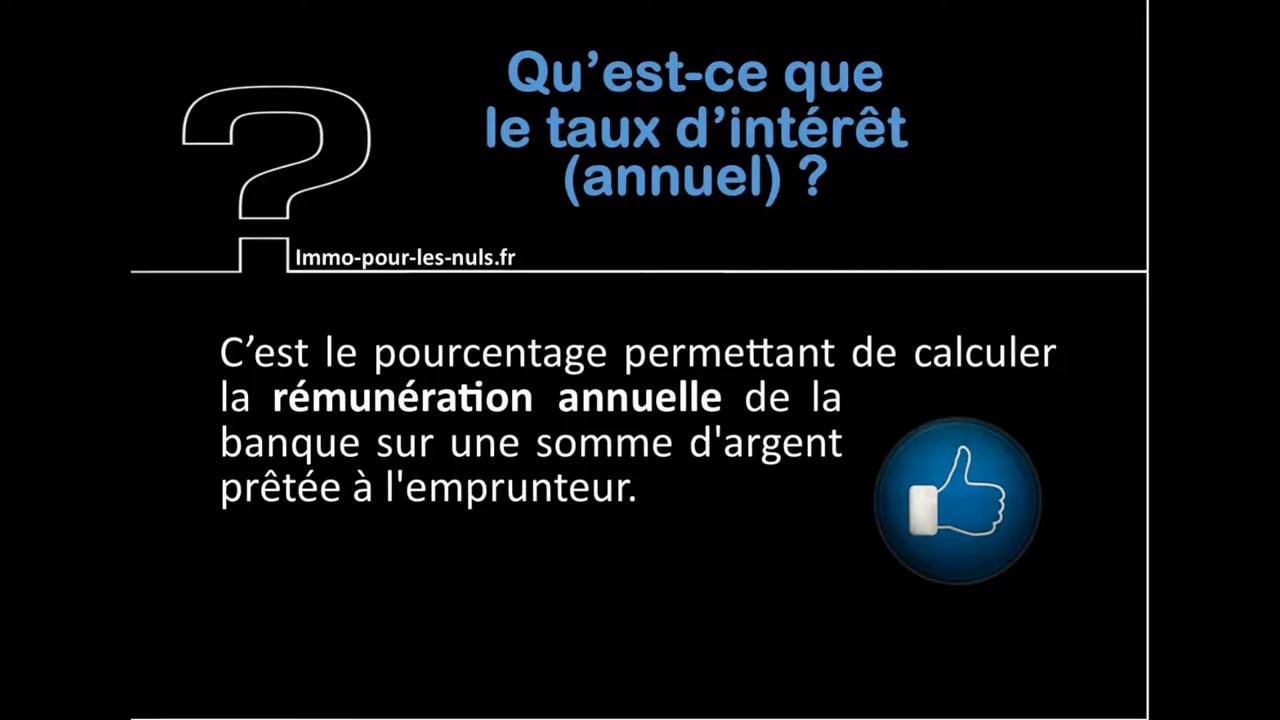 Qu’est-ce que
le taux d’intérêt
(annuel) ?
Immo-pour-les-nuls.fr
C’est le pourcentage permettant de calculer
la rémunération annuelle de la
banque sur une somme d'argent
prêtée à l'emprunteur.